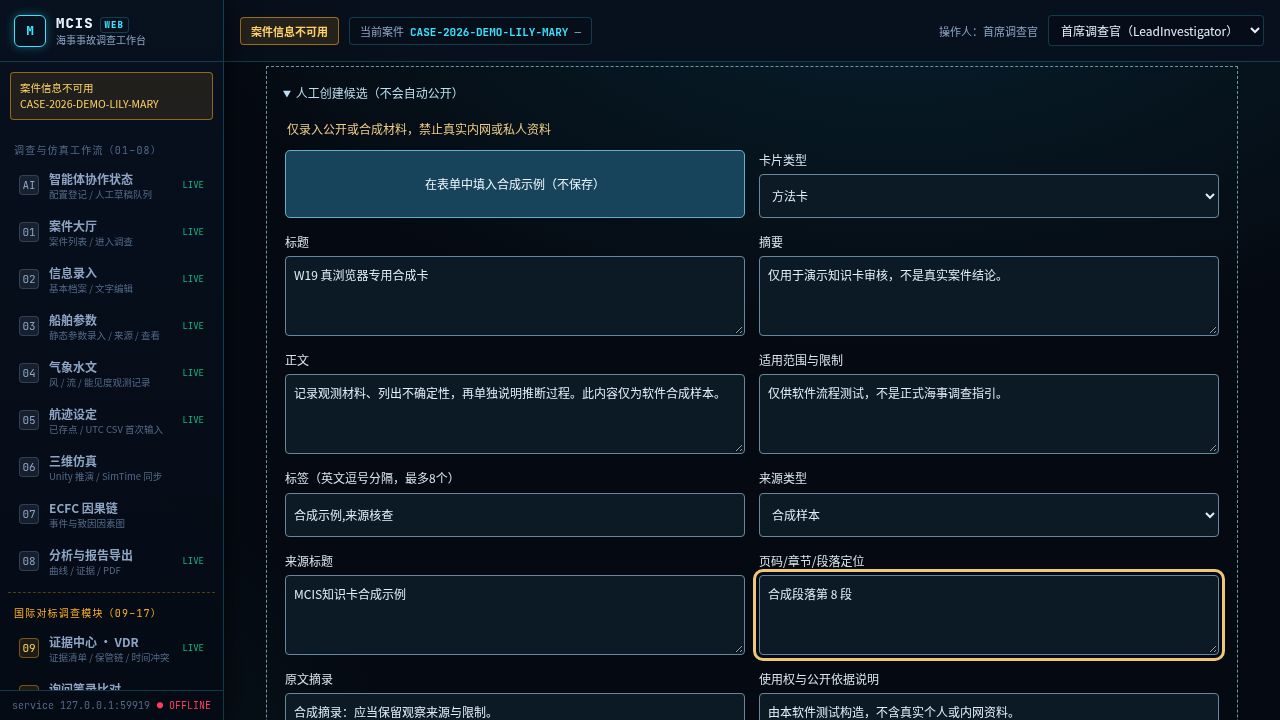 M
MCIS WEB
海事事故调查工作台
案件信息不可用
CASE-2026-DEMO-LILY-MARY
调查与仿真工作流（01–08）
AI 智能体协作状态 LIVE
配置登记 / 人工草稿队列
01 案件大厅 LIVE
案件列表 / 进入调查
02 信息录入 LIVE
基本档案 / 文字编辑
03 船舶参数 LIVE
静态参数录入 / 来源 / 查看
04 气象水文 LIVE
风 / 流 / 能见度观测记录
05 航迹设定 LIVE
已存点 / UTC CSV 首次输入
06 三维仿真
Unity 推演 / SimTime 同步
07 ECFC 因果链
事件与致因因素图
08 分析与报告导出 LIVE
曲线 / 证据 / PDF
国际对标调查模块（09–17）
09 证据中心 · VDR LIVE
证据清单 / 保管链 / 时间冲突
service 127.0.0.1:59919 ● OFFLINE
案件信息不可用
当前案件 CASE-2026-DEMO-LILY-MARY —
操作人：首席调查官
首席调查官（LeadInvestigator）
▼ 人工创建候选（不会自动公开）
仅录入公开或合成材料，禁止真实内网或私人资料
在表单中填入合成示例（不保存）
卡片类型
方法卡
标题
W19 真浏览器专用合成卡
摘要
仅用于演示知识卡审核，不是真实案件结论。
正文
记录观测材料、列出不确定性，再单独说明推断过程。此内容仅为软件合成样本。
适用范围与限制
仅供软件流程测试，不是正式海事调查指引。
标签（英文逗号分隔，最多8个）
合成示例,来源核查
来源类型
合成样本
来源标题
MCIS知识卡合成示例
页码/章节/段落定位
合成段落第 8 段
原文摘录
合成摘录：应当保留观察来源与限制。
使用权与公开依据说明
由本软件测试构造，不含真实个人或内网资料。